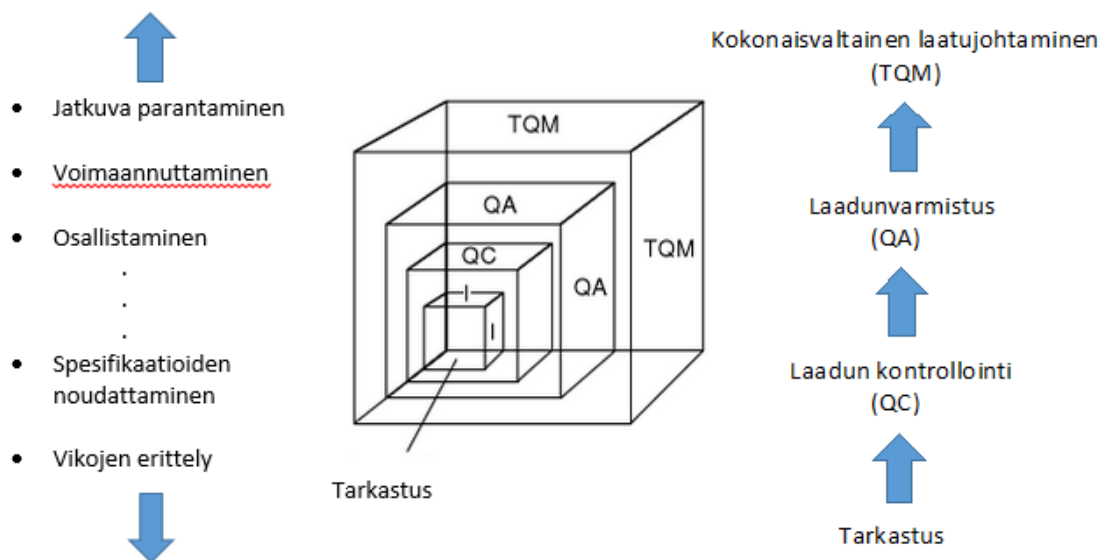 • Jatkuva parantaminen
• Voimaannuttaminen
• Osallistaminen
.
.
.
• Spesifikaatioiden
noudattaminen
• Vikojen erittely
TQM
QA
QC
I
I
QA
TQM
Tarkastus
Kokonaisvaltainen laatujohtaminen
(TQM)
Laadunvarmistus
(QA)
Laadun kontrollointi
(QC)
Tarkastus